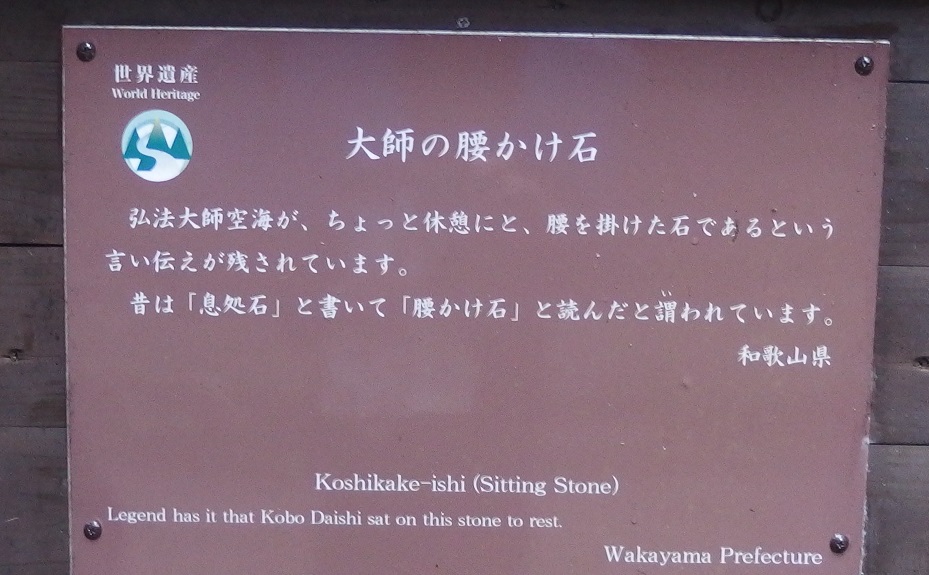 世界遺産
World Heritage
大師の腰かけ石
弘法大師空海が、ちょっと休憩にと、腰を掛けた石であるという
言い伝えが残されています。
昔は「息処石」と書いて「腰かけ石」と読んだと謂われています。
い
和歌山県
Koshikake-ishi (Sitting Stone)
Legend has it that Kobo Daishi sat on this stone to rest.
Wakayama Prefecture